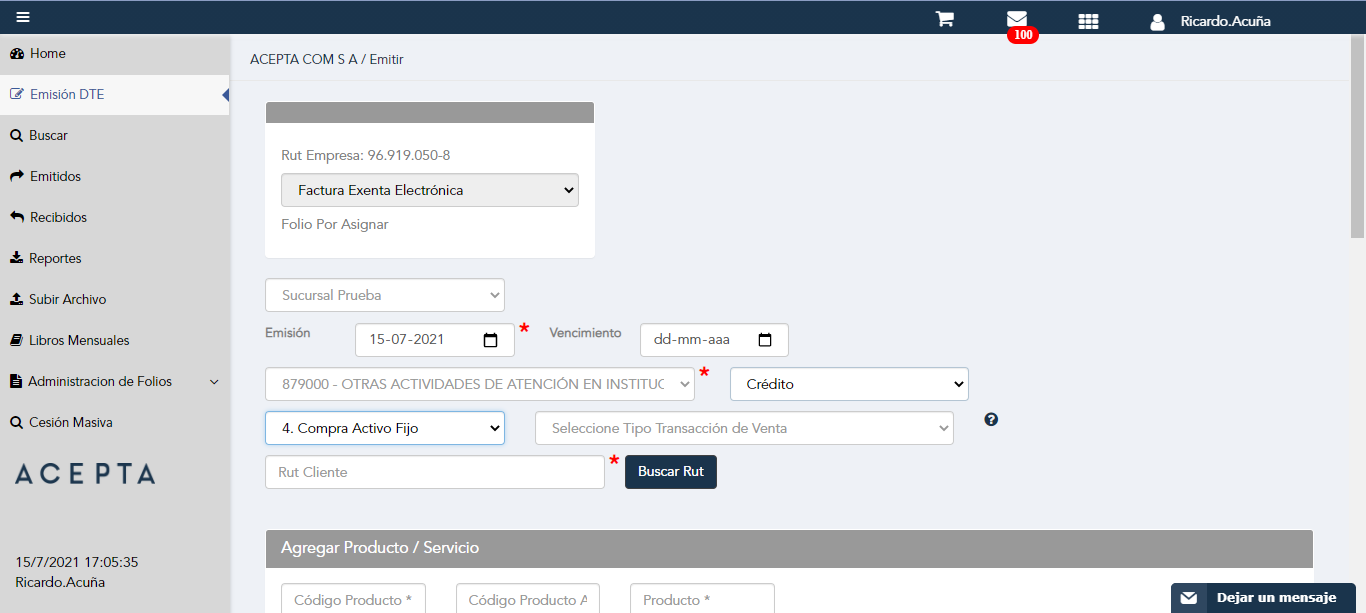 Ricardo.Acuña
100
Home
Emisión DTE
Buscar
Emitidos
Recibidos
Reportes
Subir Archivo
Libros Mensuales
Administracion de Folios
Cesión Masiva
ACEPTA
15/7/2021 17:05:35
Ricardo.Acuña
ACEPTA COM S A / Emitir
Rut Empresa: 96.919.050-8
Factura Exenta Electrónica
Folio Por Asignar
Sucursal Prueba
Emisión 15-07-2021 * Vencimiento dd-mm-aaa
879000 - OTRAS ACTIVIDADES DE ATENCIÓN EN INSTITUC * Crédito
4. Compra Activo Fijo Seleccione Tipo Transacción de Venta ?
Rut Cliente * Buscar Rut
Agregar Producto / Servicio
Código Producto * Código Producto A Producto *
Dejar un mensaje